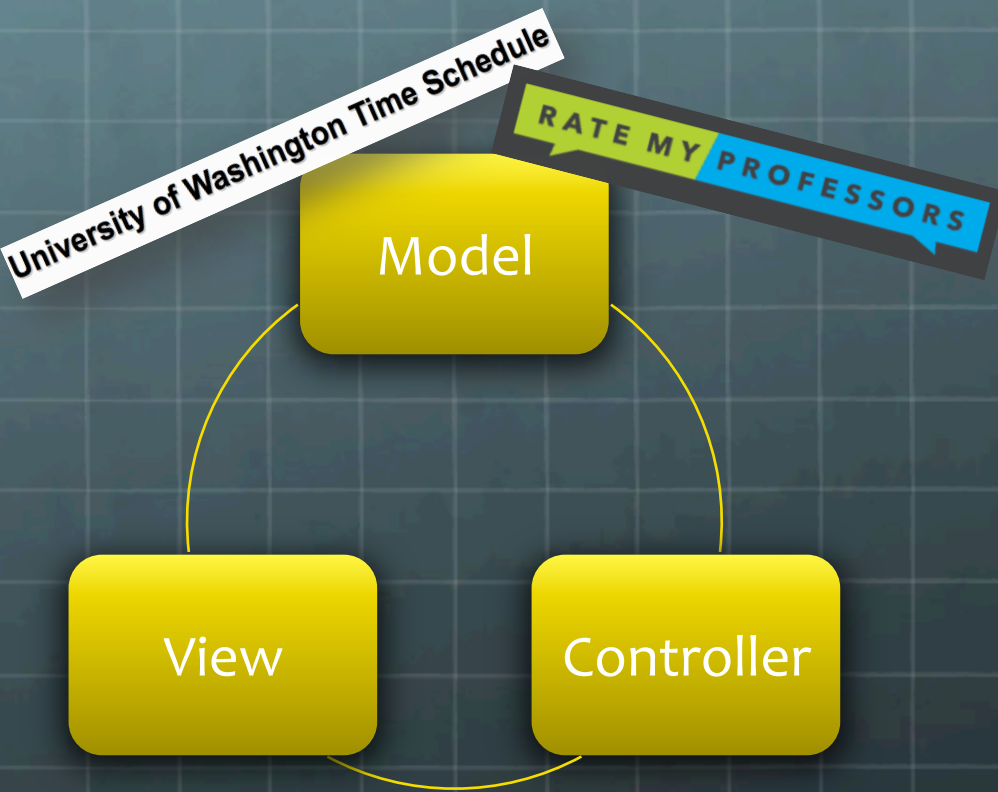 University of Washington Time Schedule
RATE MY PROFESSORS
Model
View
Controller